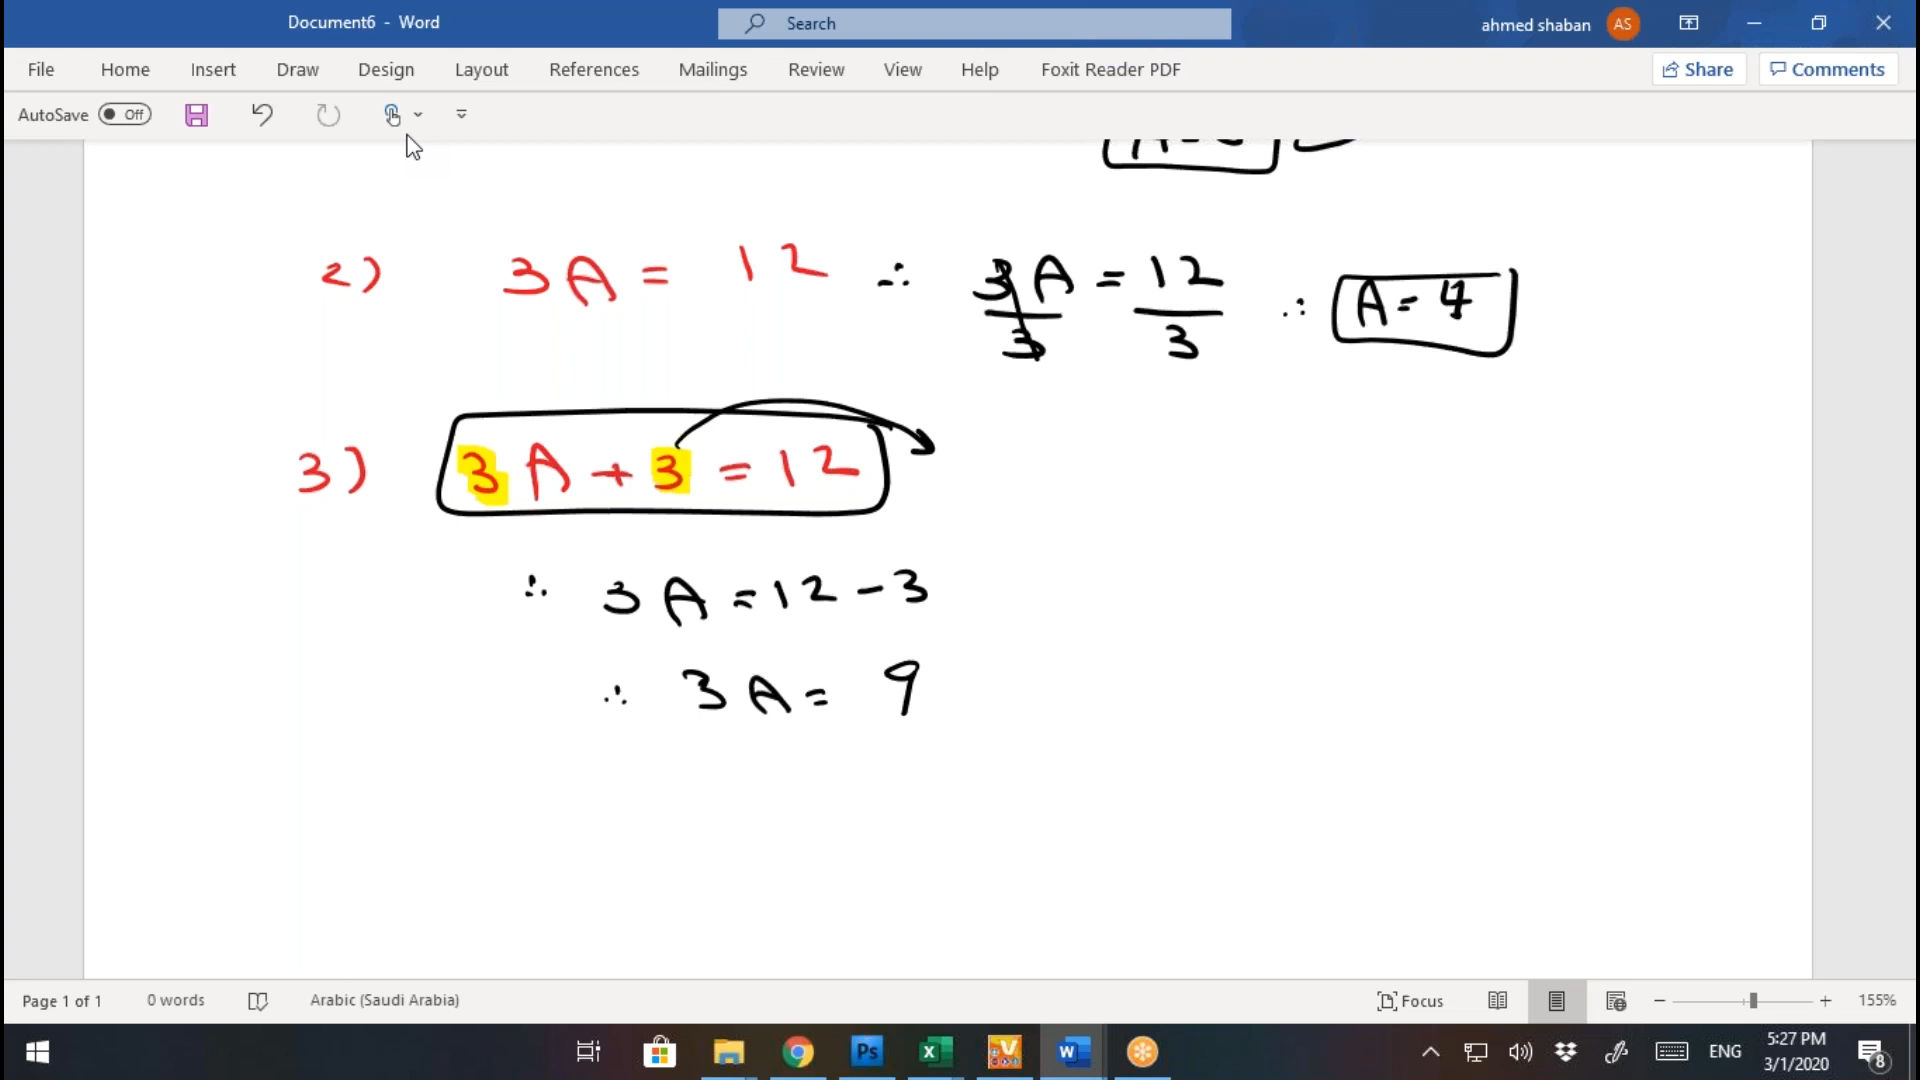 Document6 - Word
Search
ahmed shaban
AS
File Home Insert Draw Design Layout References Mailings Review View Help Foxit Reader PDF
Share
Comments
AutoSave Off
2) 3A = 12 ∴ 3A/3 = 12/3 ∴ A = 4
3) 3A + 3 = 12
∴ 3A = 12 - 3
∴ 3A = 9
Page 1 of 1 0 words Arabic (Saudi Arabia)
Focus
155%
Ps
ENG
5:27 PM
3/1/2020
8